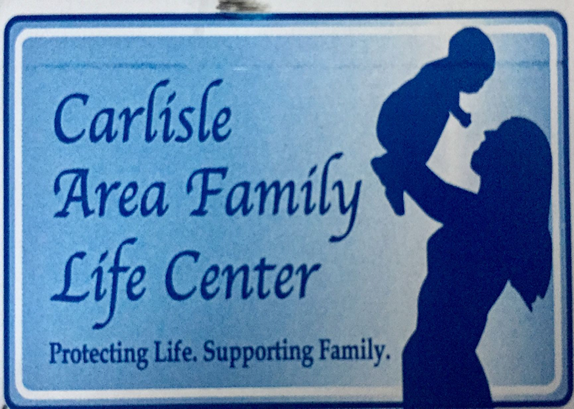 Carlisle
Area Family
Life Center
Protecting Life. Supporting Family.